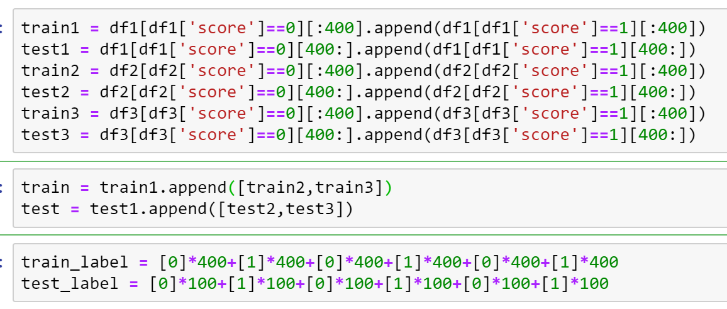 train1 = df1[df1['score']==0][:400].append(df1[df1['score']==1][:400])
test1 = df1[df1['score']==0][400:].append(df1[df1['score']==1][400:])
train2 = df2[df2['score']==0][:400].append(df2[df2['score']==1][:400])
test2 = df2[df2['score']==0][400:].append(df2[df2['score']==1][400:])
train3 = df3[df3['score']==0][:400].append(df3[df3['score']==1][:400])
test3 = df3[df3['score']==0][400:].append(df3[df3['score']==1][400:])
train = train1.append([train2,train3])
test = test1.append([test2,test3])
train_label = [0]*400+[1]*400+[0]*400+[1]*400+[0]*400+[1]*400
test_label = [0]*100+[1]*100+[0]*100+[1]*100+[0]*100+[1]*100